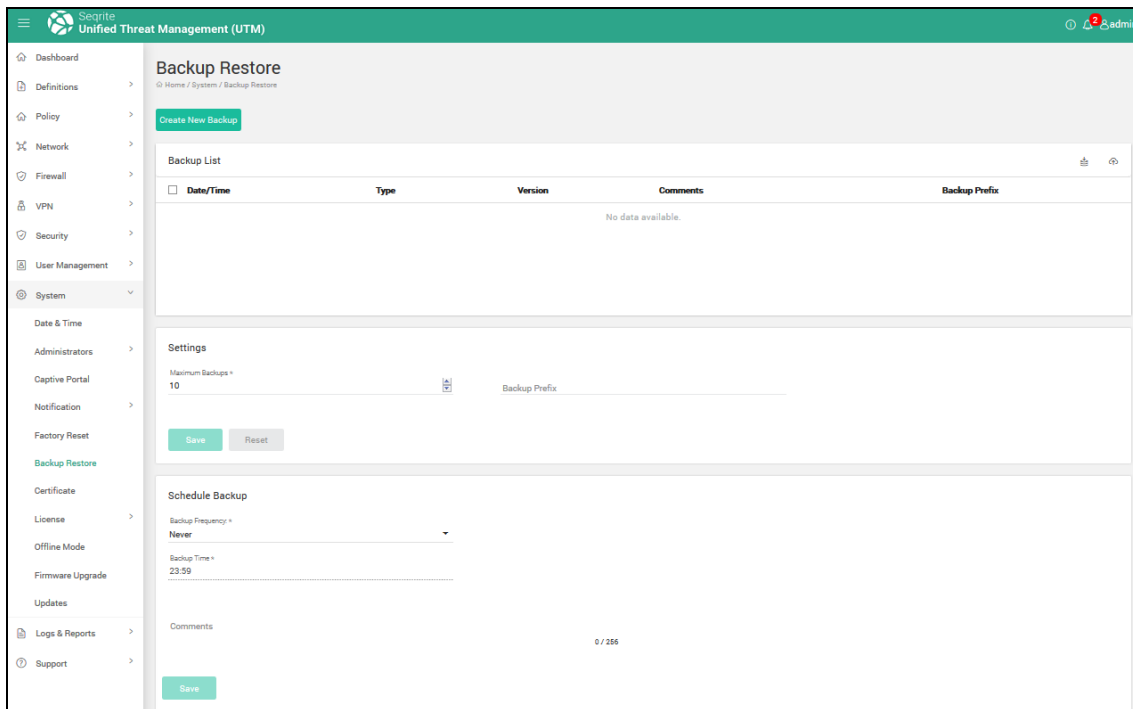 Seqrite
Unified Threat Management (UTM)
2
admi
Dashboard
Definitions
Policy
Network
Firewall
VPN
Security
User Management
System
Date & Time
Administrators
Captive Portal
Notification
Factory Reset
Backup Restore
Certificate
License
Offline Mode
Firmware Upgrade
Updates
Logs & Reports
Support
Backup Restore
Home / System / Backup Restore
Create New Backup
Backup List
Date/Time Type Version Comments Backup Prefix
No data available.
Settings
Maximum Backups *
10
Backup Prefix
Save Reset
Schedule Backup
Backup Frequency *
Never
Backup Time *
23:59
Comments
0 / 256
Save